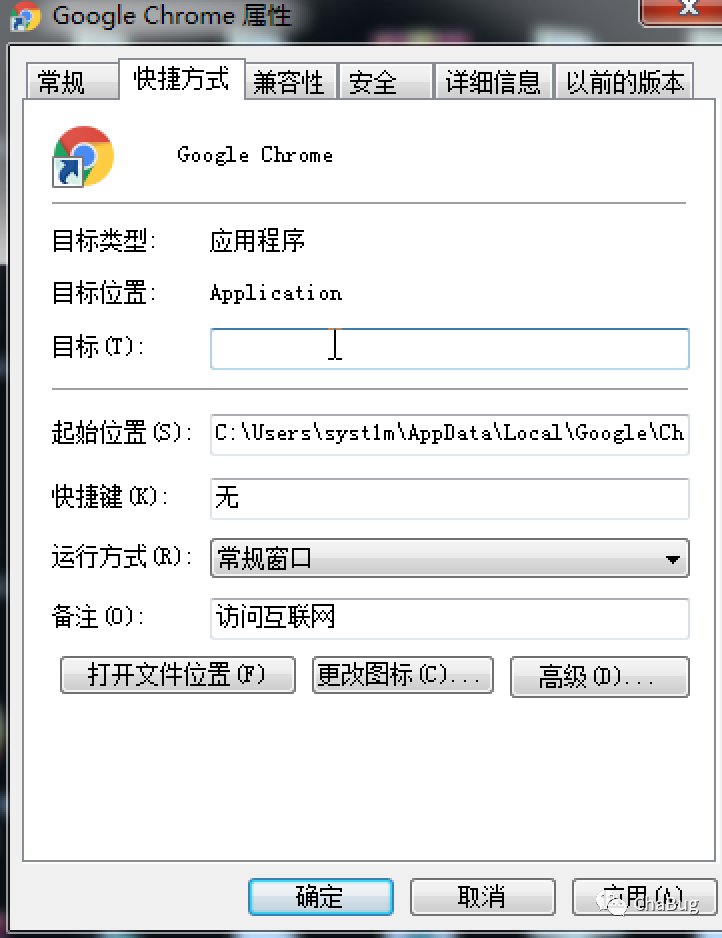 Google Chrome 属性
常规 快捷方式 兼容性 安全 详细信息 以前的版本
Google Chrome
目标类型: 应用程序
目标位置: Application
目标(T):
起始位置(S): C:\Users\syst1m\AppData\Local\Google\Ch
快捷键(K): 无
运行方式(R): 常规窗口
备注(O): 访问互联网
打开文件位置(F) 更改图标(C)... 高级(D)...
确定 取消 应用(A)
ChaBug